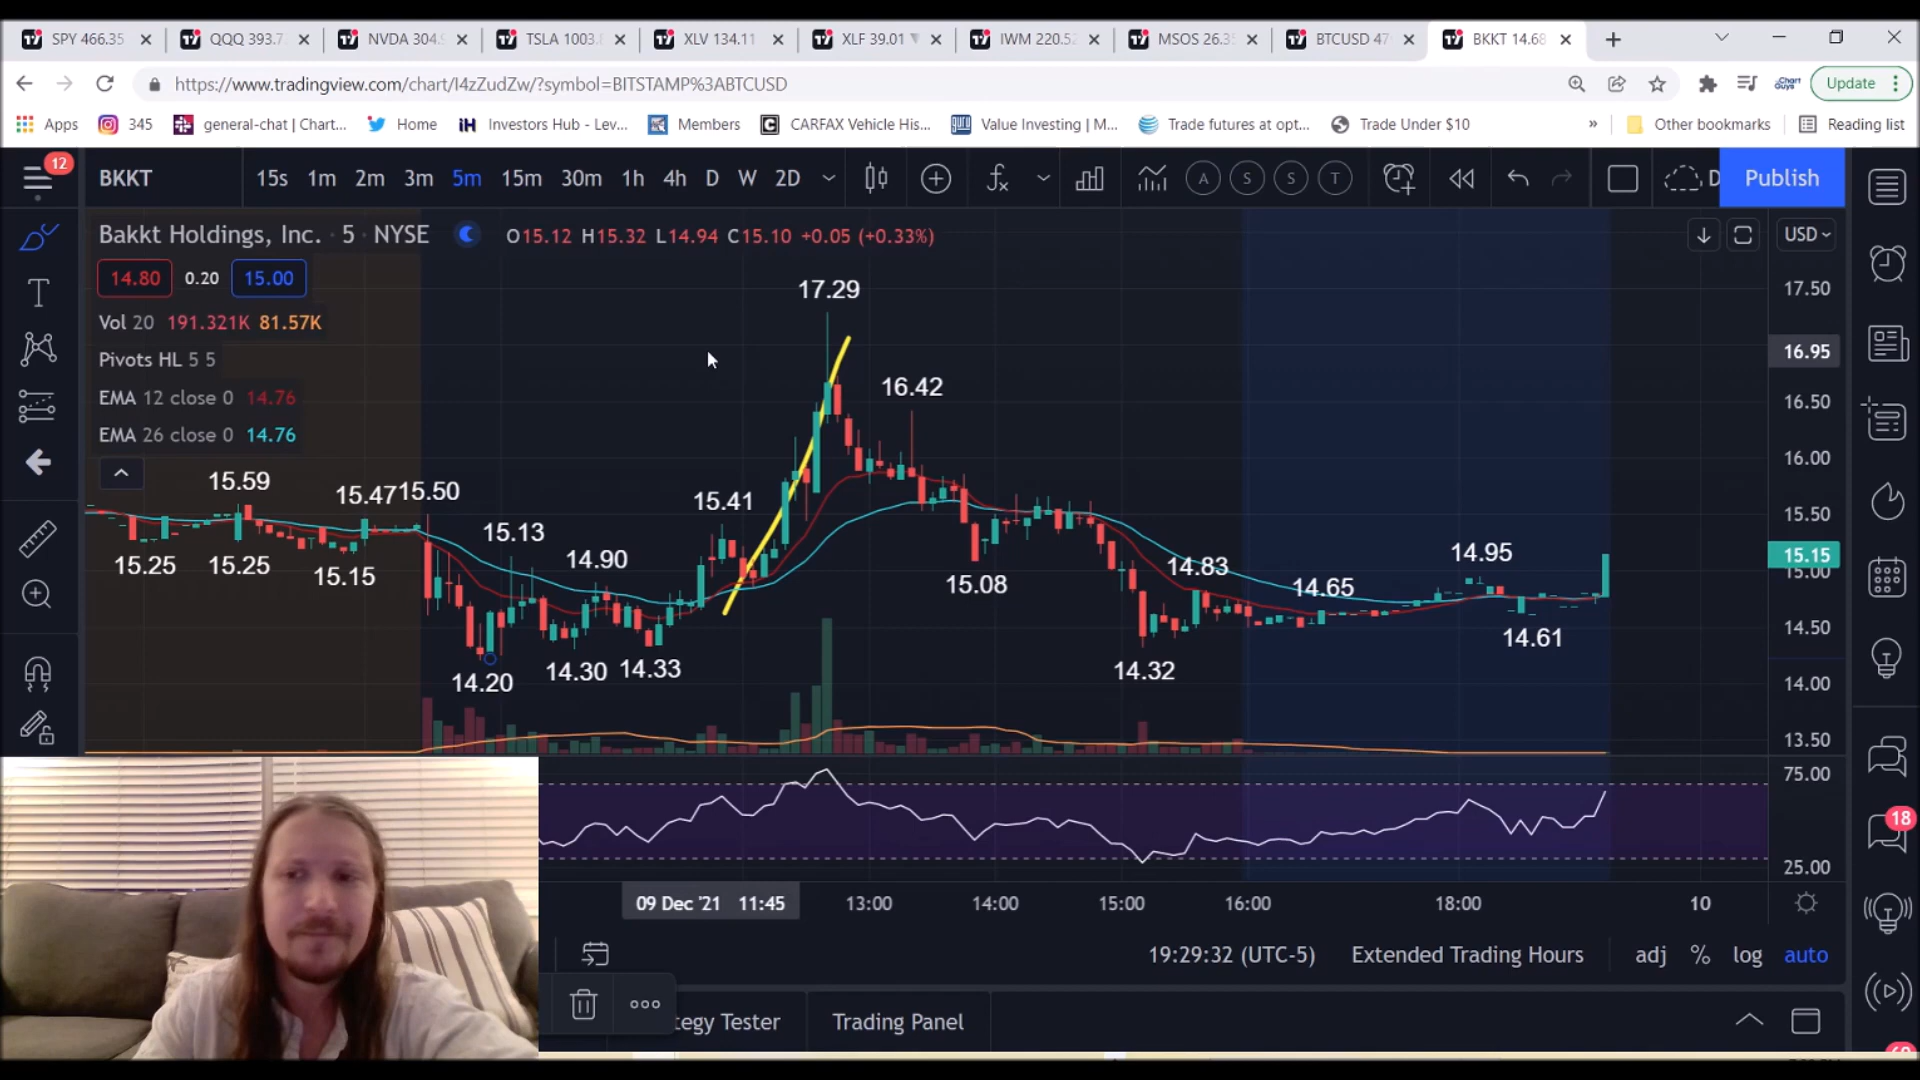 SPY 466.35 QQQ 393.7 NVDA 304. TSLA 1003. XLV 134.11 XLF 39.01 IWM 220.5 MSOS 26.3 BTCUSD 47 BKKT 14.68
https://www.tradingview.com/chart/I4zZudZw/?symbol=BITSTAMP%3ABTCUSD Chart Guys Update
Apps 345 general-chat | Chart... Home iH Investors Hub - Lev... Members CARFAX Vehicle His... guru Value Investing | M... Trade futures at opt... Trade Under $10 » Other bookmarks Reading list
12
BKKT 15s 1m 2m 3m 5m 15m 30m 1h 4h D W 2D A S S T D Publish
Bakkt Holdings, Inc. · 5 · NYSE O15.12 H15.32 L14.94 C15.10 +0.05 (+0.33%) USD
14.80 0.20 15.00
17.29
17.50
Vol 20 191.321K 81.57K
Pivots HL 5 5
16.95
EMA 12 close 0 14.76
16.42
16.50
EMA 26 close 0 14.76
16.00
15.59 15.47 15.50 15.41
15.50
15.13
14.90
14.95
15.15
15.25 15.25 15.15 15.08 14.83 14.65
15.00
14.50
14.61
14.20 14.30 14.33 14.32
14.00
13.50
75.00
18
25.00
09 Dec '21 11:45 13:00 14:00 15:00 16:00 18:00 10
19:29:32 (UTC-5) Extended Trading Hours adj % log auto
tegy Tester Trading Panel